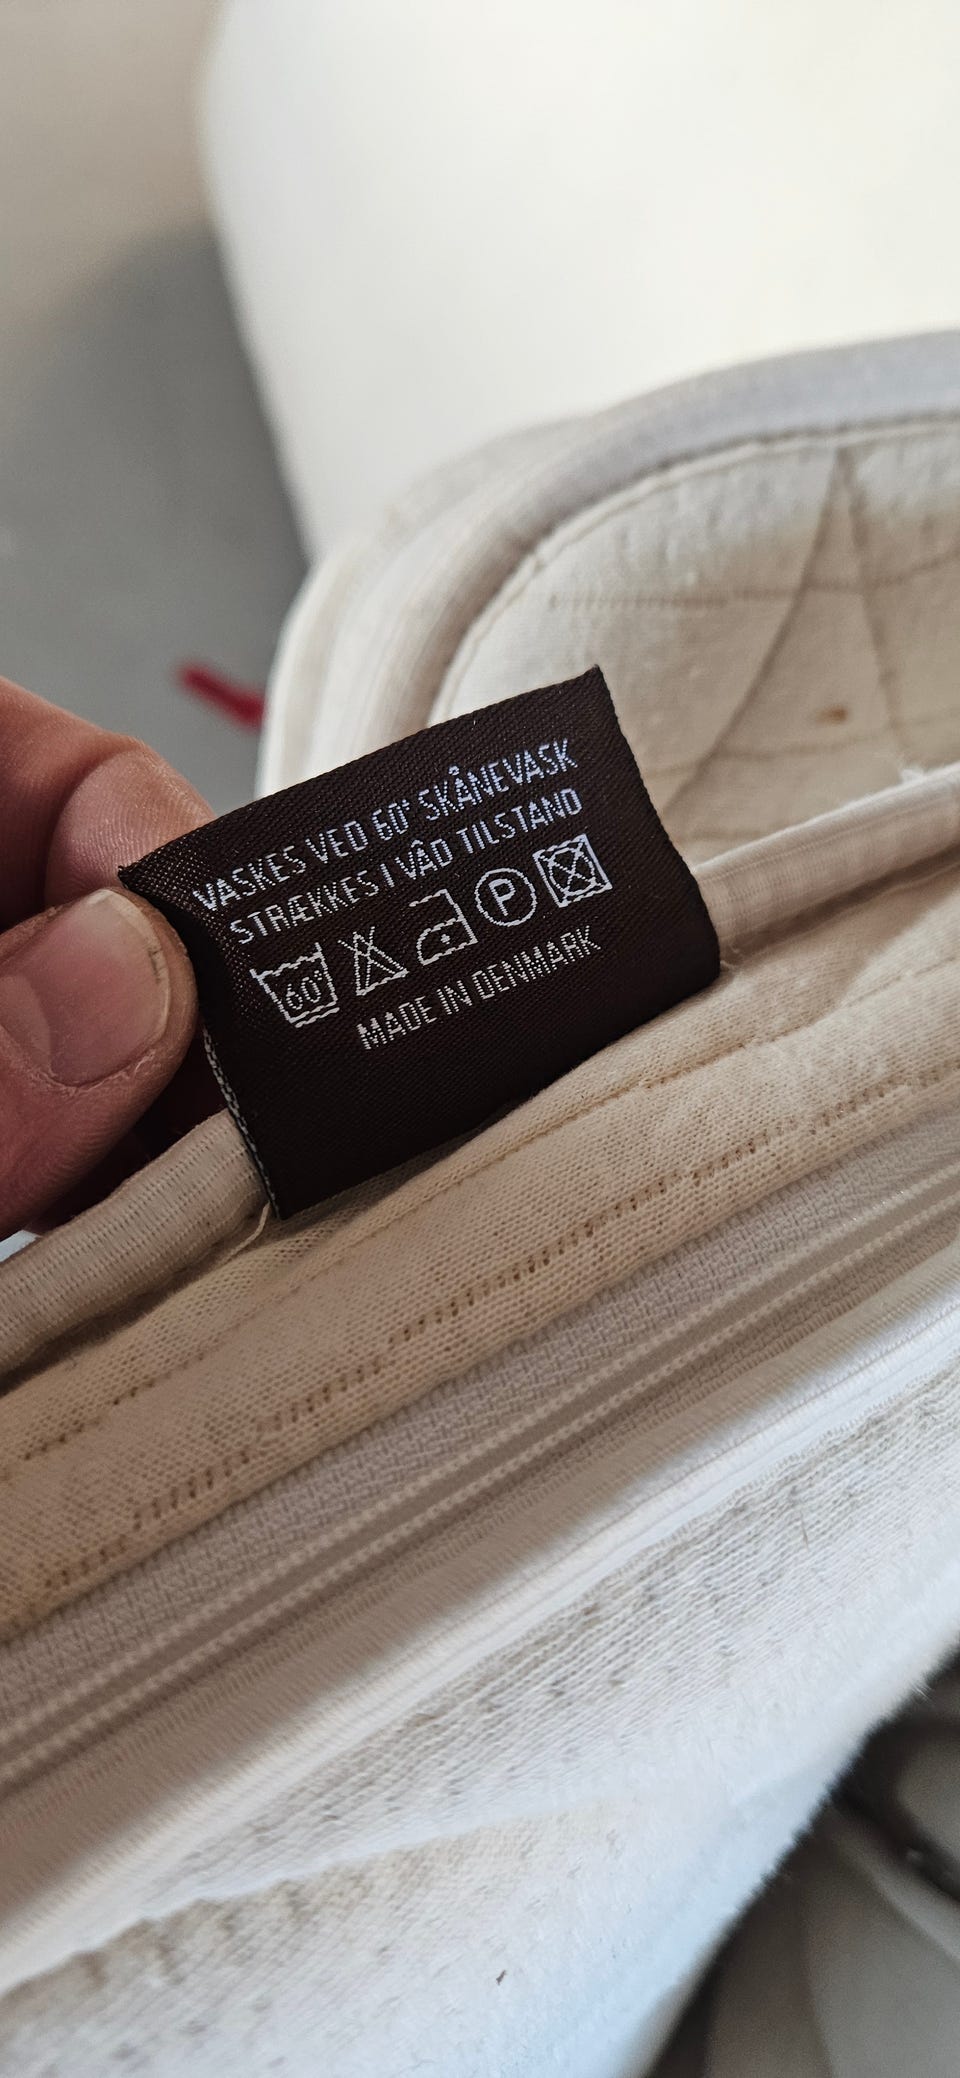 VASKES VED 60° SKÅNEVASK
STRÆKKES I VÅD TILSTAND
60° P
MADE IN DENMARK